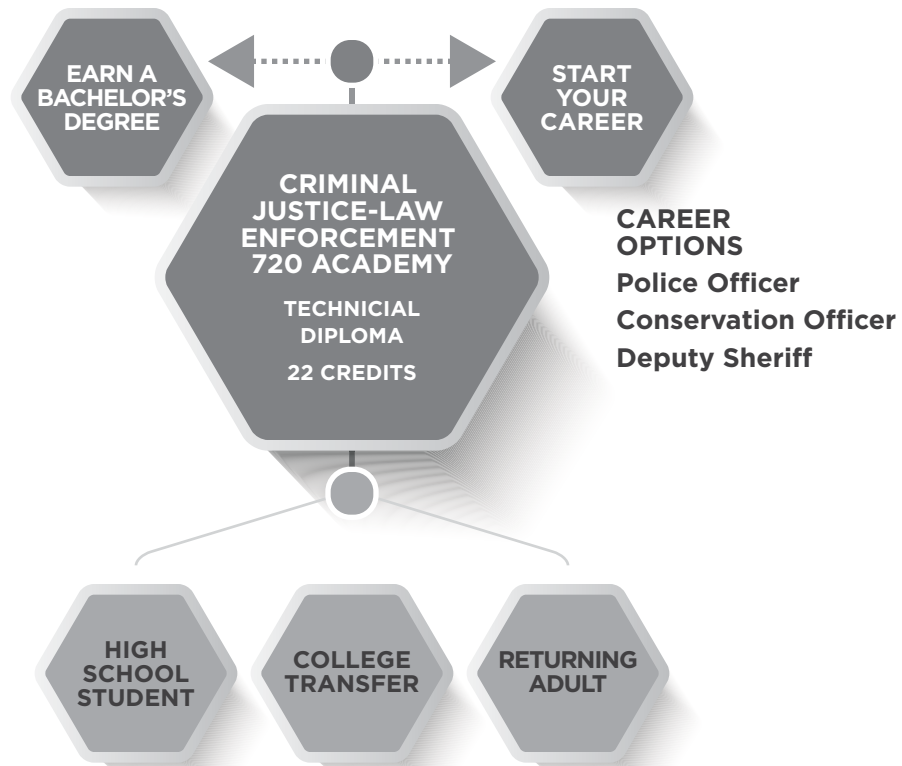 EARN A
BACHELOR'S
DEGREE
START
YOUR
CAREER
CRIMINAL
JUSTICE-LAW
ENFORCEMENT
720 ACADEMY
TECHNICIAL
DIPLOMA
22 CREDITS
CAREER
OPTIONS
Police Officer
Conservation Officer
Deputy Sheriff
HIGH
SCHOOL
STUDENT
COLLEGE
TRANSFER
RETURNING
ADULT